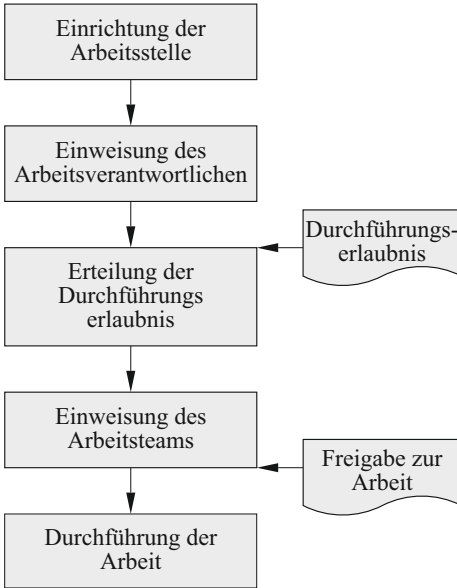 Einrichtung der
Arbeitsstelle
Einweisung des
Arbeitsverantwortlichen
Durchführungs-
erlaubnis
Erteilung der
Durchführungs
erlaubnis
Einweisung des
Arbeitsteams
Freigabe zur
Arbeit
Durchführung der
Arbeit